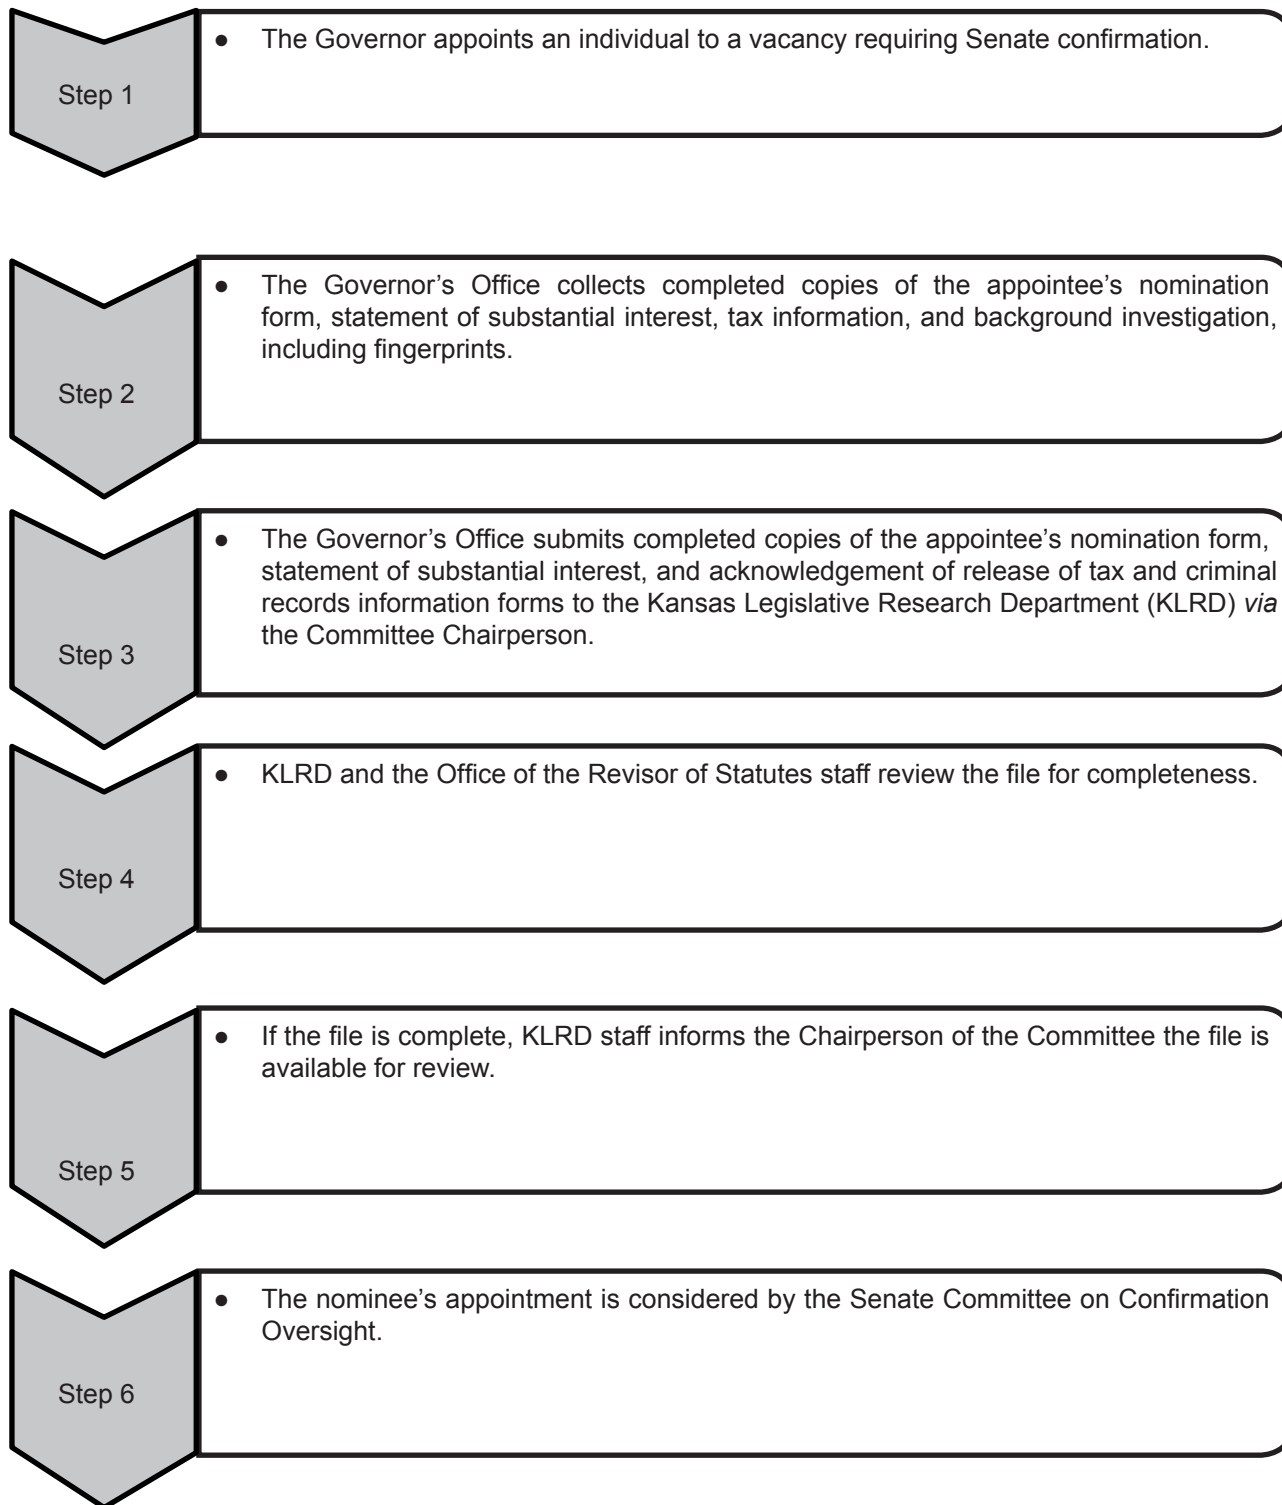 Step 1
● The Governor appoints an individual to a vacancy requiring Senate confirmation.
Step 2
● The Governor’s Office collects completed copies of the appointee’s nomination
form, statement of substantial interest, tax information, and background investigation,
including fingerprints.
Step 3
● The Governor’s Office submits completed copies of the appointee’s nomination form,
statement of substantial interest, and acknowledgement of release of tax and criminal
records information forms to the Kansas Legislative Research Department (KLRD) via
the Committee Chairperson.
Step 4
● KLRD and the Office of the Revisor of Statutes staff review the file for completeness.
Step 5
● If the file is complete, KLRD staff informs the Chairperson of the Committee the file is
available for review.
Step 6
● The nominee’s appointment is considered by the Senate Committee on Confirmation
Oversight.